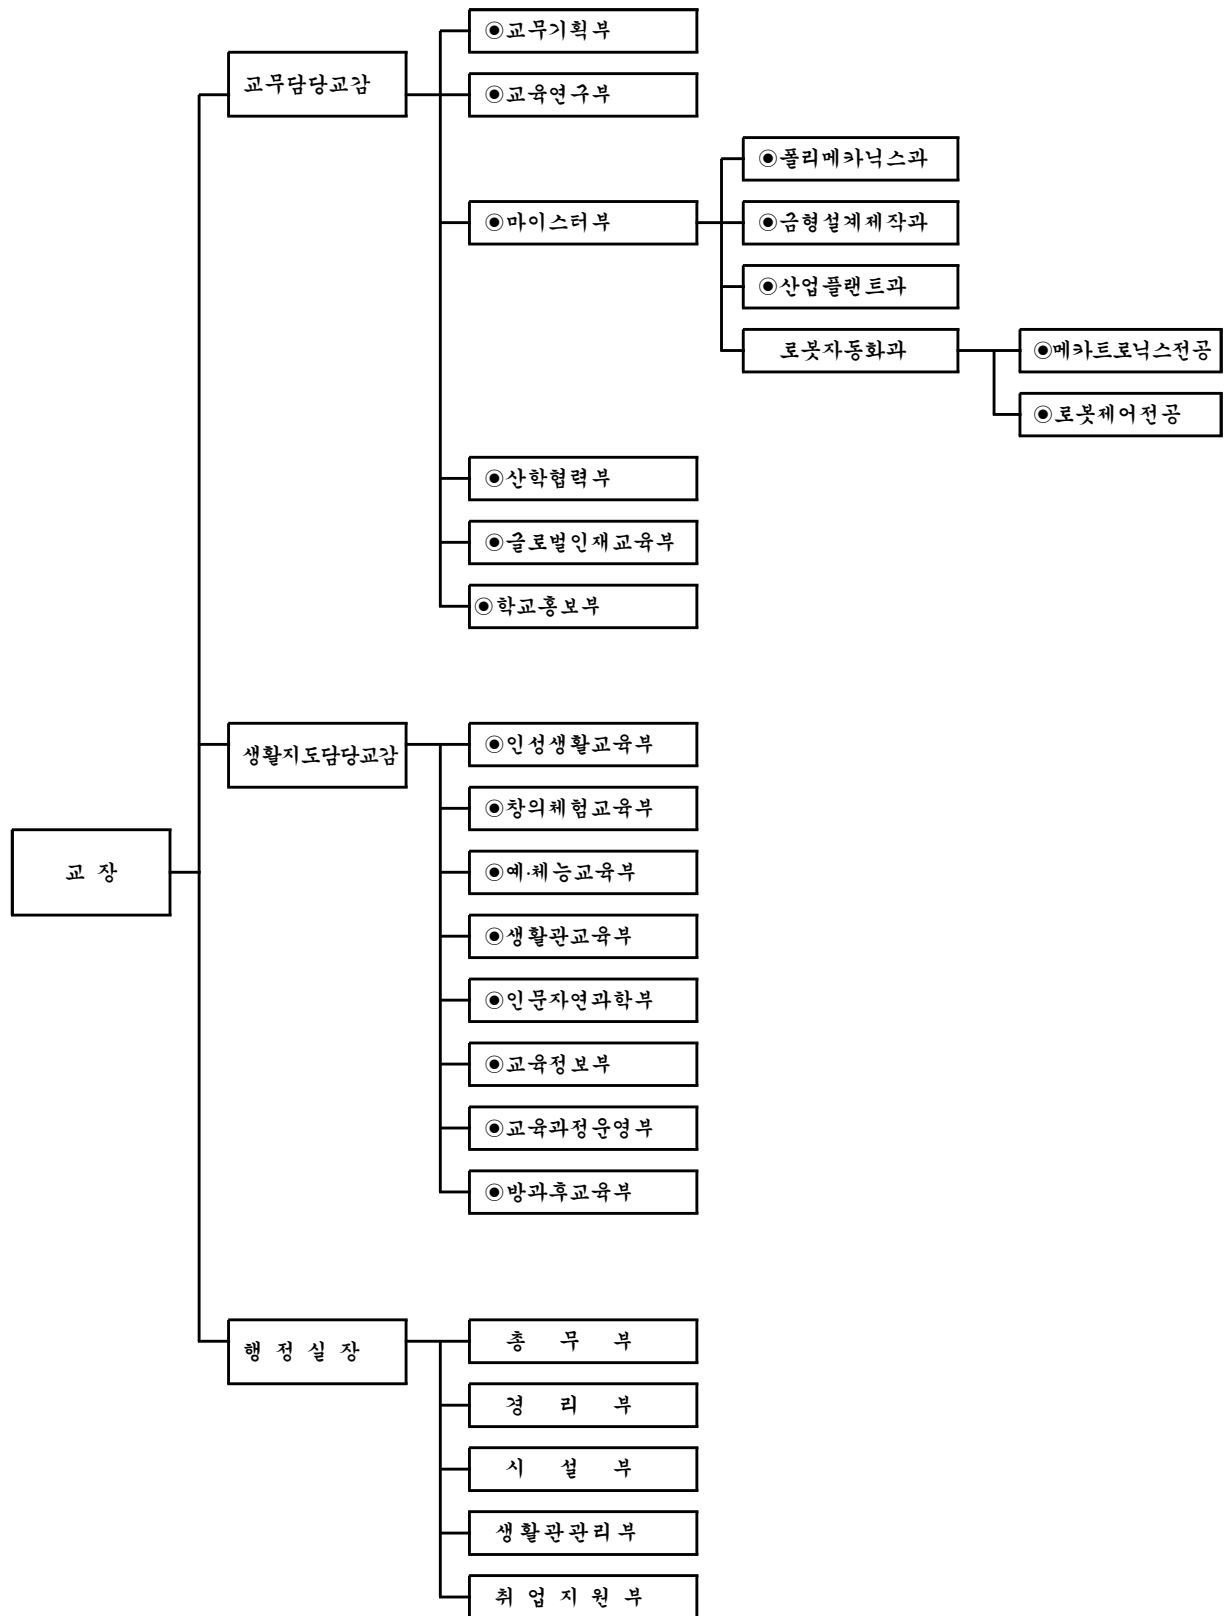 ◉교무기획부
교무담당교감
◉교육연구부
◉폴리메카닉스과
◉마이스터부
◉금형설계제작과
◉산업플랜트과
로봇자동화과
◉메카트로닉스전공
◉로봇제어전공
◉산학협력부
◉글로벌인재교육부
◉학교홍보부
생활지도담당교감
◉인성생활교육부
◉창의체험교육부
교 장
◉예·체능교육부
◉생활관교육부
◉인문자연과학부
◉교육정보부
◉교육과정운영부
◉방과후교육부
행 정 실 장
총 무 부
경 리 부
시 설 부
생활관관리부
취 업 지 원 부